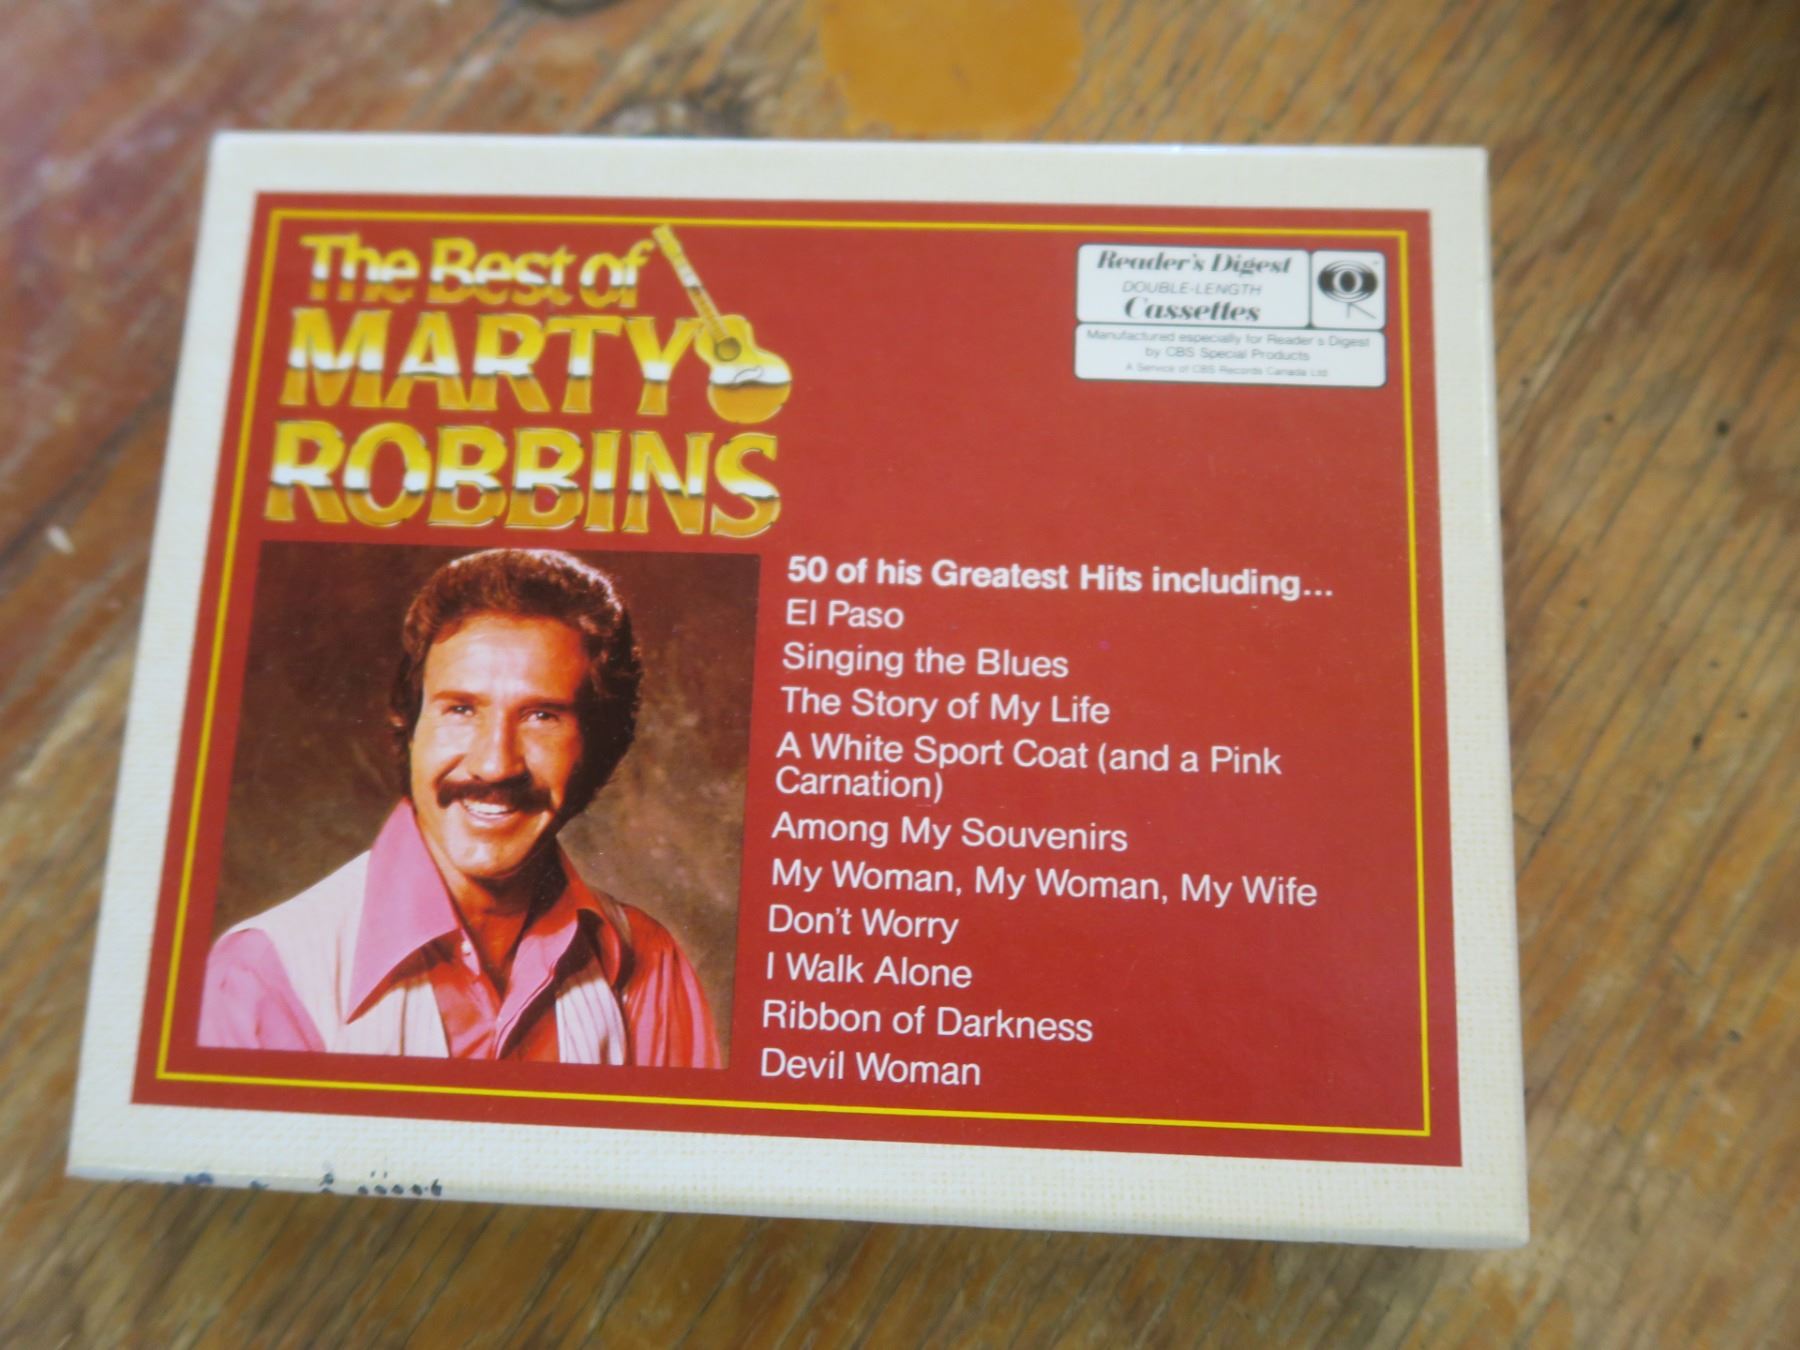 The Best of
MARTY
ROBBINS
Reader's Digest
DOUBLE-LENGTH
Cassettes
Manufactured especially for Reader's Digest
by CBS Special Products
A Service of CBS Records Canada Ltd
50 of his Greatest Hits including...
El Paso
Singing the Blues
The Story of My Life
A White Sport Coat (and a Pink
Carnation)
Among My Souvenirs
My Woman, My Woman, My Wife
Don't Worry
I Walk Alone
Ribbon of Darkness
Devil Woman